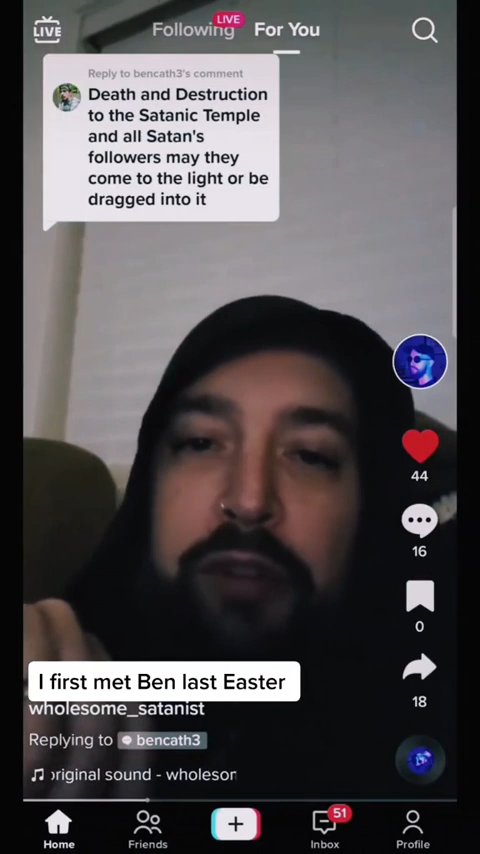 LIVE
Following
LIVE
For You
Reply to bencath3's comment
Death and Destruction
to the Satanic Temple
and all Satan's
followers may they
come to the light or be
dragged into it
44
16
0
18
I first met Ben last Easter
wholesome_satanist
Replying to bencath3
original sound - wholesor
51
Home
Friends
Inbox
Profile